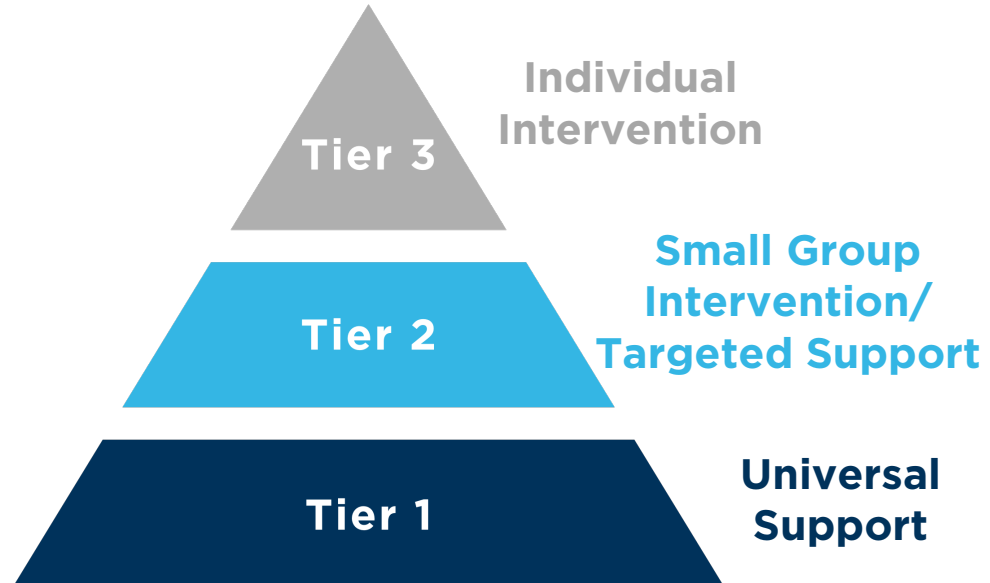 Individual
Intervention
Tier 3
Small Group
Intervention/
Targeted Support
Tier 2
Universal
Support
Tier 1